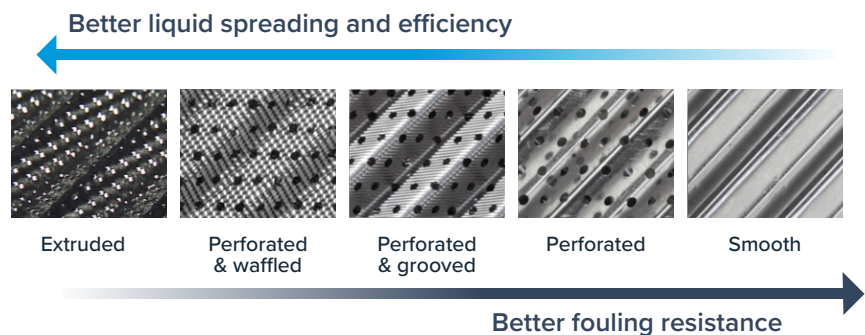 Better liquid spreading and efficiency
Extruded
Perforated
& waffled
Perforated
& grooved
Perforated
Smooth
Better fouling resistance